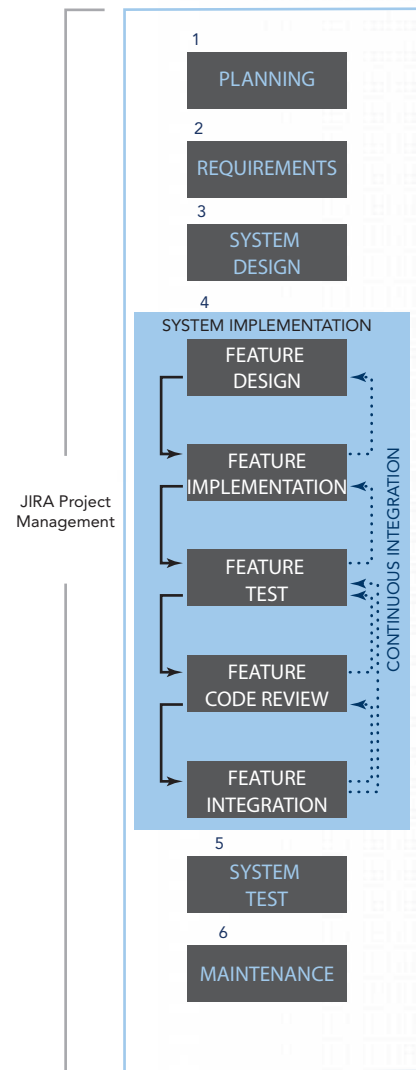 1
PLANNING
2
REQUIREMENTS
3
SYSTEM
DESIGN
4
SYSTEM IMPLEMENTATION
FEATURE
DESIGN
FEATURE
IMPLEMENTATION
JIRA Project
Management
FEATURE
TEST
CONTINUOUS INTEGRATION
FEATURE
CODE REVIEW
FEATURE
INTEGRATION
5
SYSTEM
TEST
6
MAINTENANCE